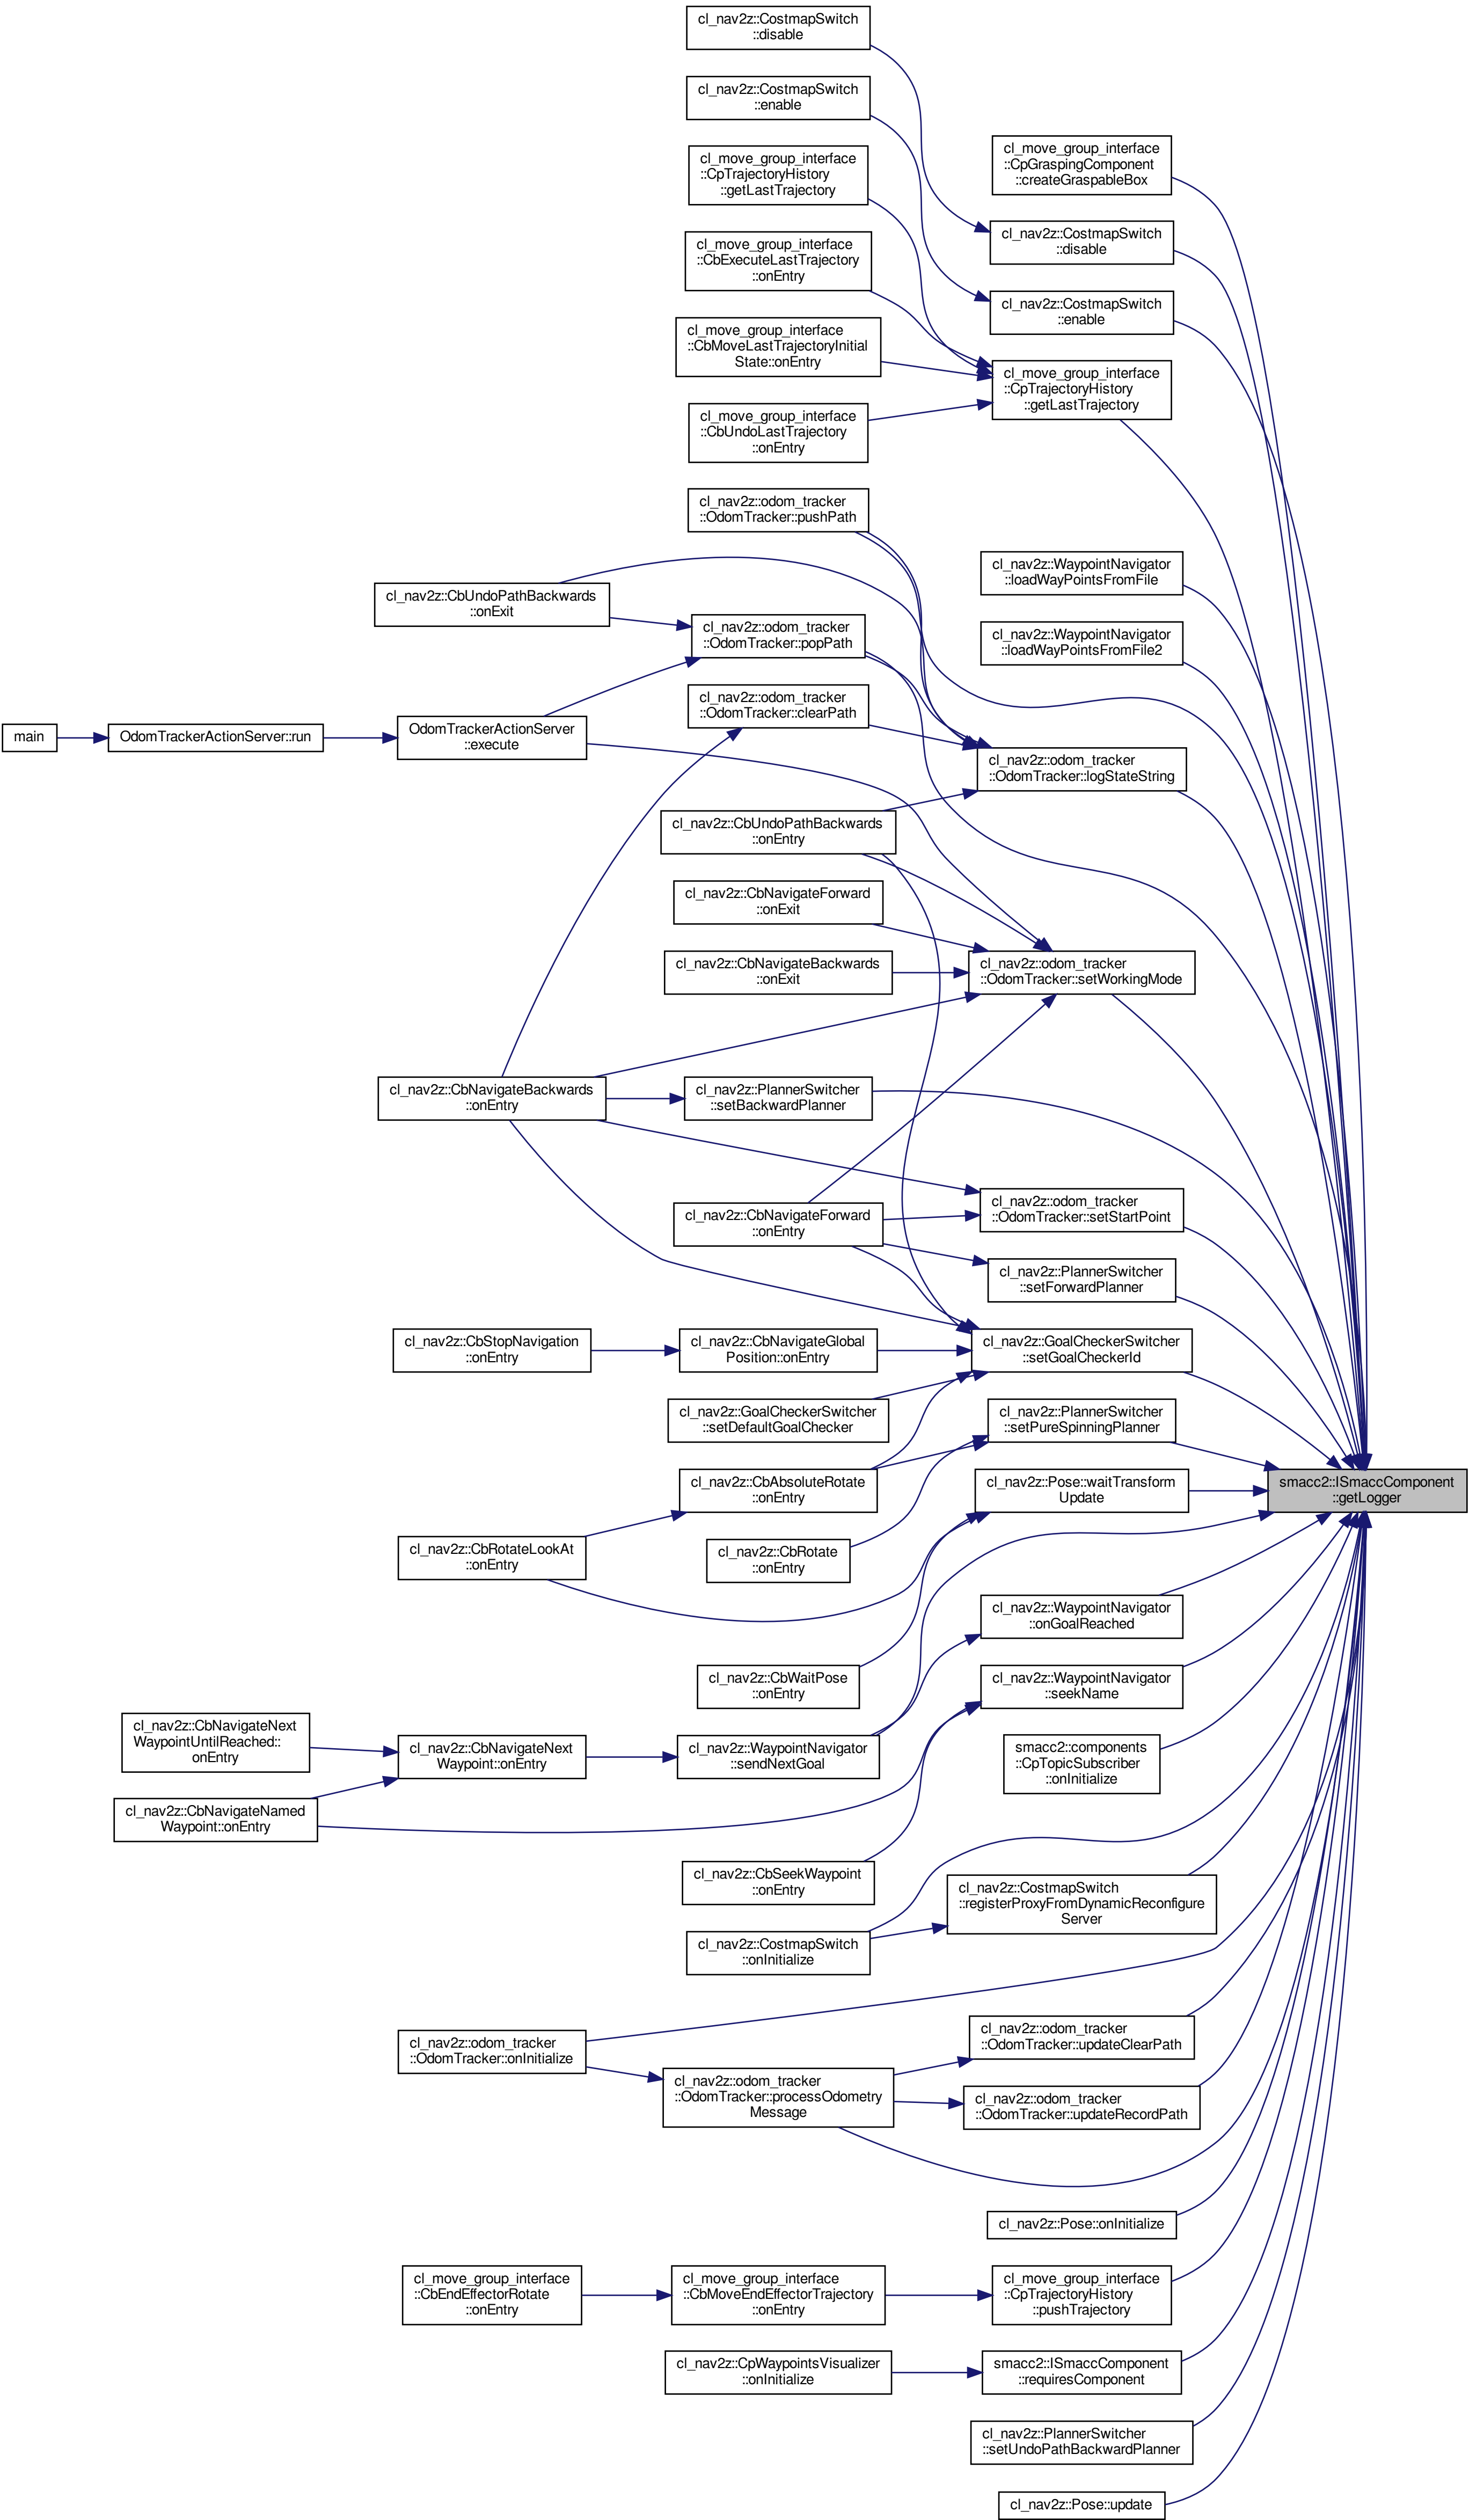 cl_nav2z::CostmapSwitch
::disable
cl_nav2z::CostmapSwitch
::enable
cl_move_group_interface
::CpGraspingComponent
::createGraspableBox
cl_move_group_interface
::CpTrajectoryHistory
::getLastTrajectory
cl_nav2z::CostmapSwitch
::disable
cl_move_group_interface
::CbExecuteLastTrajectory
::onEntry
cl_nav2z::CostmapSwitch
::enable
cl_move_group_interface
::CbMoveLastTrajectoryInitial
State::onEntry
cl_move_group_interface
::CpTrajectoryHistory
::getLastTrajectory
cl_move_group_interface
::CbUndoLastTrajectory
::onEntry
cl_nav2z::odom_tracker
::OdomTracker::pushPath
cl_nav2z::WaypointNavigator
::loadWayPointsFromFile
cl_nav2z::CbUndoPathBackwards
::onExit
cl_nav2z::odom_tracker
::OdomTracker::popPath
cl_nav2z::WaypointNavigator
::loadWayPointsFromFile2
cl_nav2z::odom_tracker
::OdomTracker::clearPath
main
OdomTrackerActionServer::run
OdomTrackerActionServer
::execute
cl_nav2z::odom_tracker
::OdomTracker::logStateString
cl_nav2z::CbUndoPathBackwards
::onEntry
cl_nav2z::CbNavigateForward
::onExit
cl_nav2z::CbNavigateBackwards
::onExit
cl_nav2z::odom_tracker
::OdomTracker::setWorkingMode
cl_nav2z::CbNavigateBackwards
::onEntry
cl_nav2z::PlannerSwitcher
::setBackwardPlanner
cl_nav2z::CbNavigateForward
::onEntry
cl_nav2z::odom_tracker
::OdomTracker::setStartPoint
cl_nav2z::PlannerSwitcher
::setForwardPlanner
cl_nav2z::CbStopNavigation
::onEntry
cl_nav2z::CbNavigateGlobal
Position::onEntry
cl_nav2z::GoalCheckerSwitcher
::setGoalCheckerId
cl_nav2z::GoalCheckerSwitcher
::setDefaultGoalChecker
cl_nav2z::PlannerSwitcher
::setPureSpinningPlanner
cl_nav2z::CbAbsoluteRotate
::onEntry
cl_nav2z::Pose::waitTransform
Update
smacc2::ISmaccComponent
::getLogger
cl_nav2z::CbRotateLookAt
::onEntry
cl_nav2z::CbRotate
::onEntry
cl_nav2z::WaypointNavigator
::onGoalReached
cl_nav2z::CbWaitPose
::onEntry
cl_nav2z::WaypointNavigator
::seekName
cl_nav2z::CbNavigateNext
WaypointUntilReached::
onEntry
cl_nav2z::CbNavigateNext
Waypoint::onEntry
cl_nav2z::WaypointNavigator
::sendNextGoal
smacc2::components
::CpTopicSubscriber
::onInitialize
cl_nav2z::CbNavigateNamed
Waypoint::onEntry
cl_nav2z::CbSeekWaypoint
::onEntry
cl_nav2z::CostmapSwitch
::registerProxyFromDynamicReconfigure
Server
cl_nav2z::CostmapSwitch
::onInitialize
cl_nav2z::odom_tracker
::OdomTracker::onInitialize
cl_nav2z::odom_tracker
::OdomTracker::updateClearPath
cl_nav2z::odom_tracker
::OdomTracker::processOdometry
Message
cl_nav2z::odom_tracker
::OdomTracker::updateRecordPath
cl_nav2z::Pose::onInitialize
cl_move_group_interface
::CbEndEffectorRotate
::onEntry
cl_move_group_interface
::CbMoveEndEffectorTrajectory
::onEntry
cl_move_group_interface
::CpTrajectoryHistory
::pushTrajectory
cl_nav2z::CpWaypointsVisualizer
::onInitialize
smacc2::ISmaccComponent
::requiresComponent
cl_nav2z::PlannerSwitcher
::setUndoPathBackwardPlanner
cl_nav2z::Pose::update